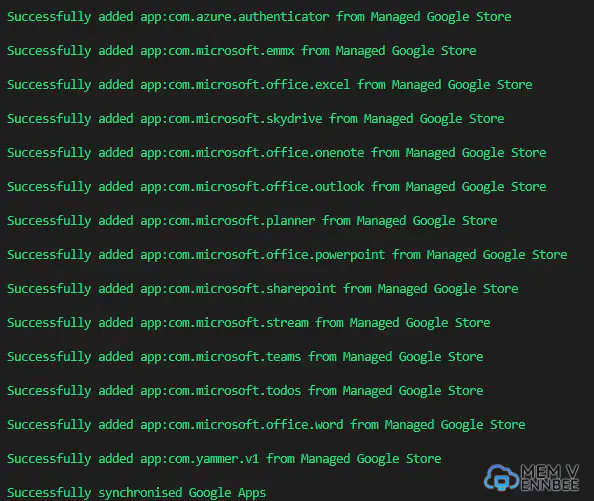 Successfully added app:com.azure.authenticator from Managed Google Store
Successfully added app:com.microsoft.emmx from Managed Google Store
Successfully added app:com.microsoft.office.excel from Managed Google Store
Successfully added app:com.microsoft.skydrive from Managed Google Store
Successfully added app:com.microsoft.office.onenote from Managed Google Store
Successfully added app:com.microsoft.office.outlook from Managed Google Store
Successfully added app:com.microsoft.planner from Managed Google Store
Successfully added app:com.microsoft.office.powerpoint from Managed Google Store
Successfully added app:com.microsoft.sharepoint from Managed Google Store
Successfully added app:com.microsoft.stream from Managed Google Store
Successfully added app:com.microsoft.teams from Managed Google Store
Successfully added app:com.microsoft.todos from Managed Google Store
Successfully added app:com.microsoft.office.word from Managed Google Store
Successfully added app:com.yammer.v1 from Managed Google Store
Successfully synchronised Google Apps
MEM V
ENNBEE